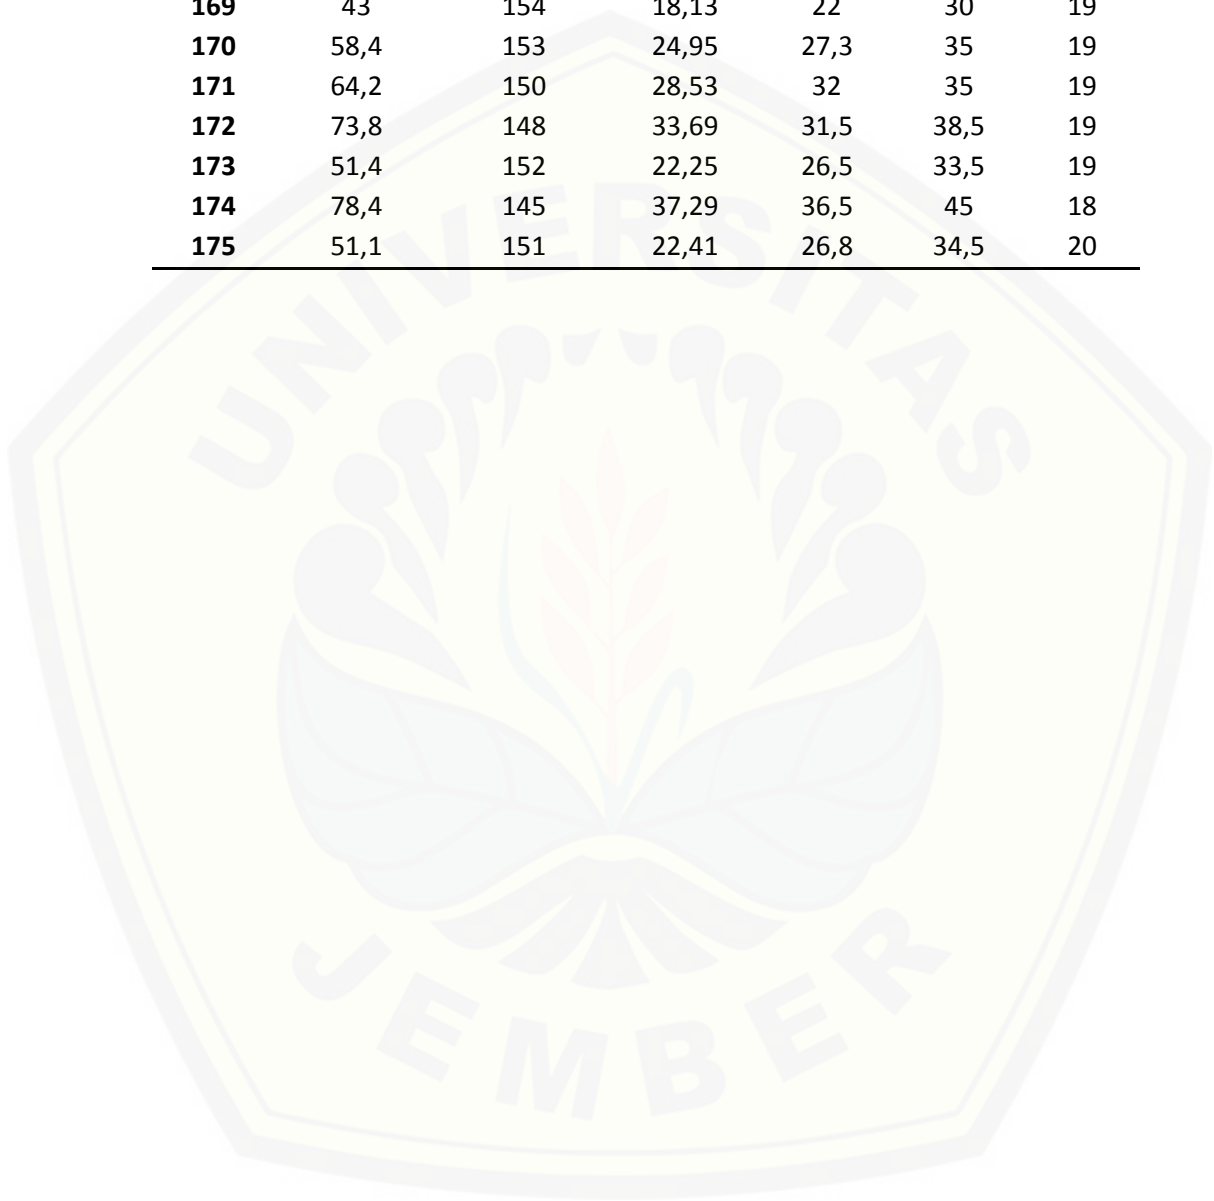 169 43 154 18,13 22 30 19
170 58,4 153 24,95 27,3 35 19
171 64,2 150 28,53 32 35 19
172 73,8 148 33,69 31,5 38,5 19
173 51,4 152 22,25 26,5 33,5 19
174 78,4 145 37,29 36,5 45 18
175 51,1 151 22,41 26,8 34,5 20
UNIVERSITAS
JEMBER